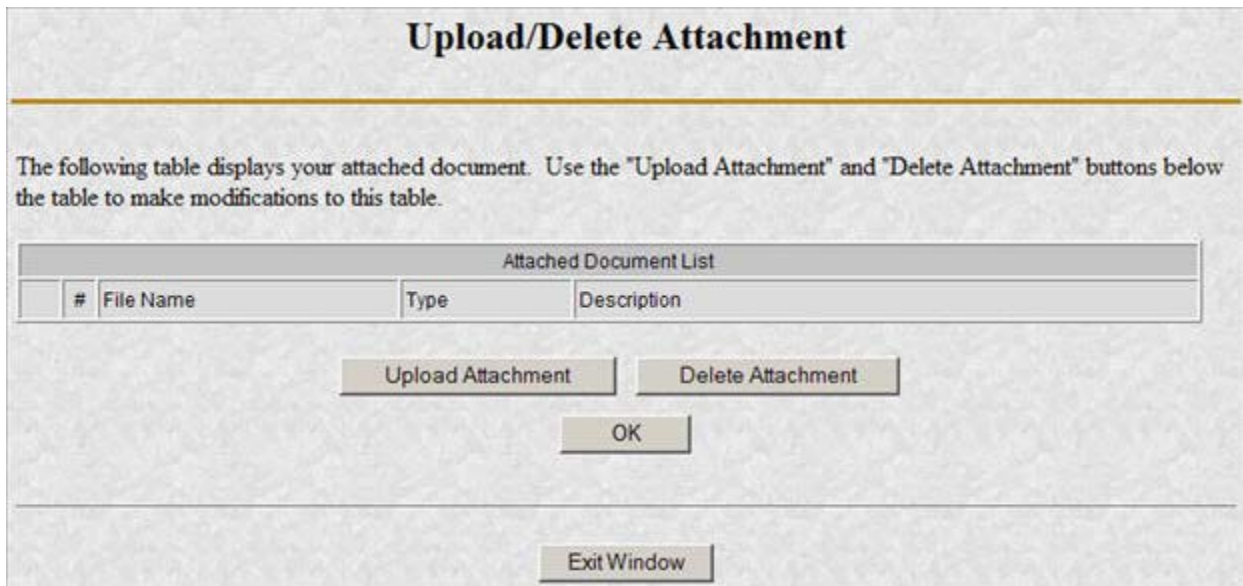 Upload/Delete Attachment
The following table displays your attached document. Use the "Upload Attachment" and "Delete Attachment" buttons below
the table to make modifications to this table.
Attached Document List
# File Name Type Description
Upload Attachment Delete Attachment
OK
Exit Window